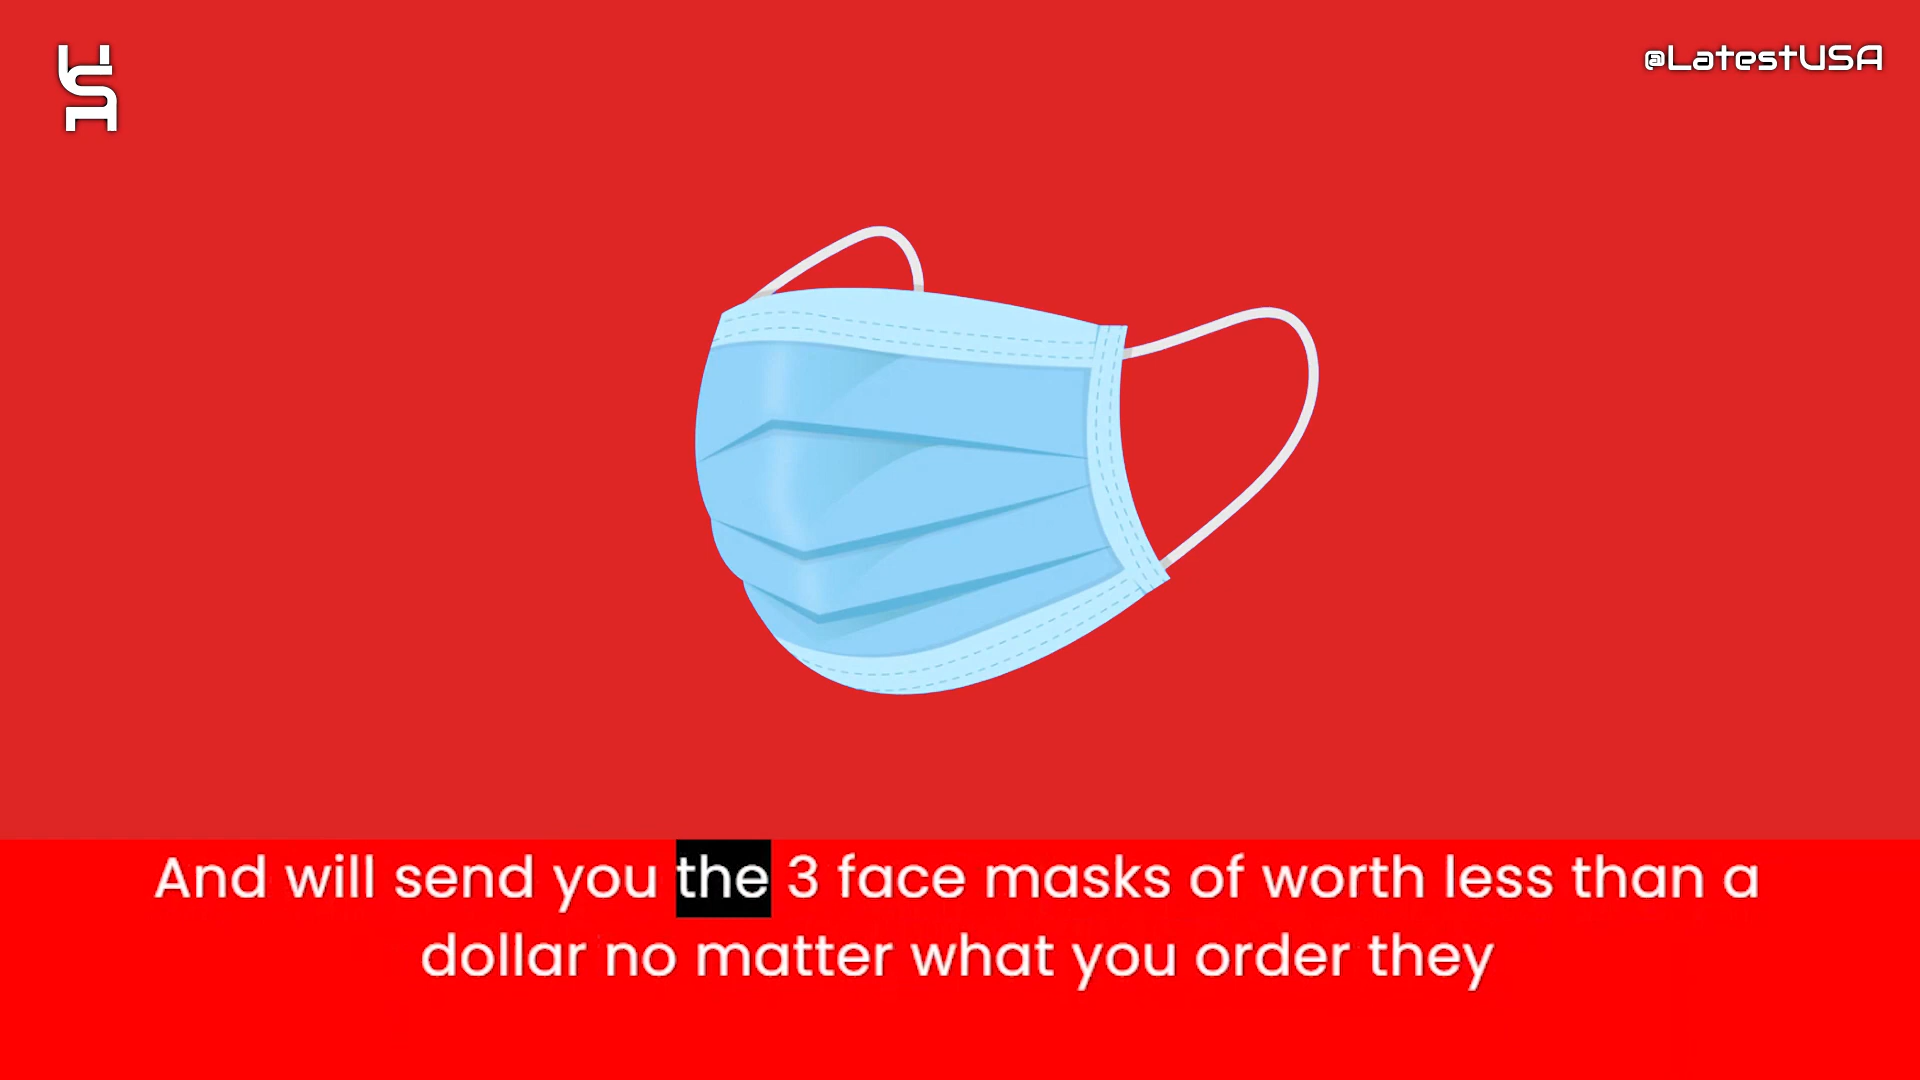 USA
@LatestUSA
And will send you the 3 face masks of worth less than a
dollar no matter what you order they